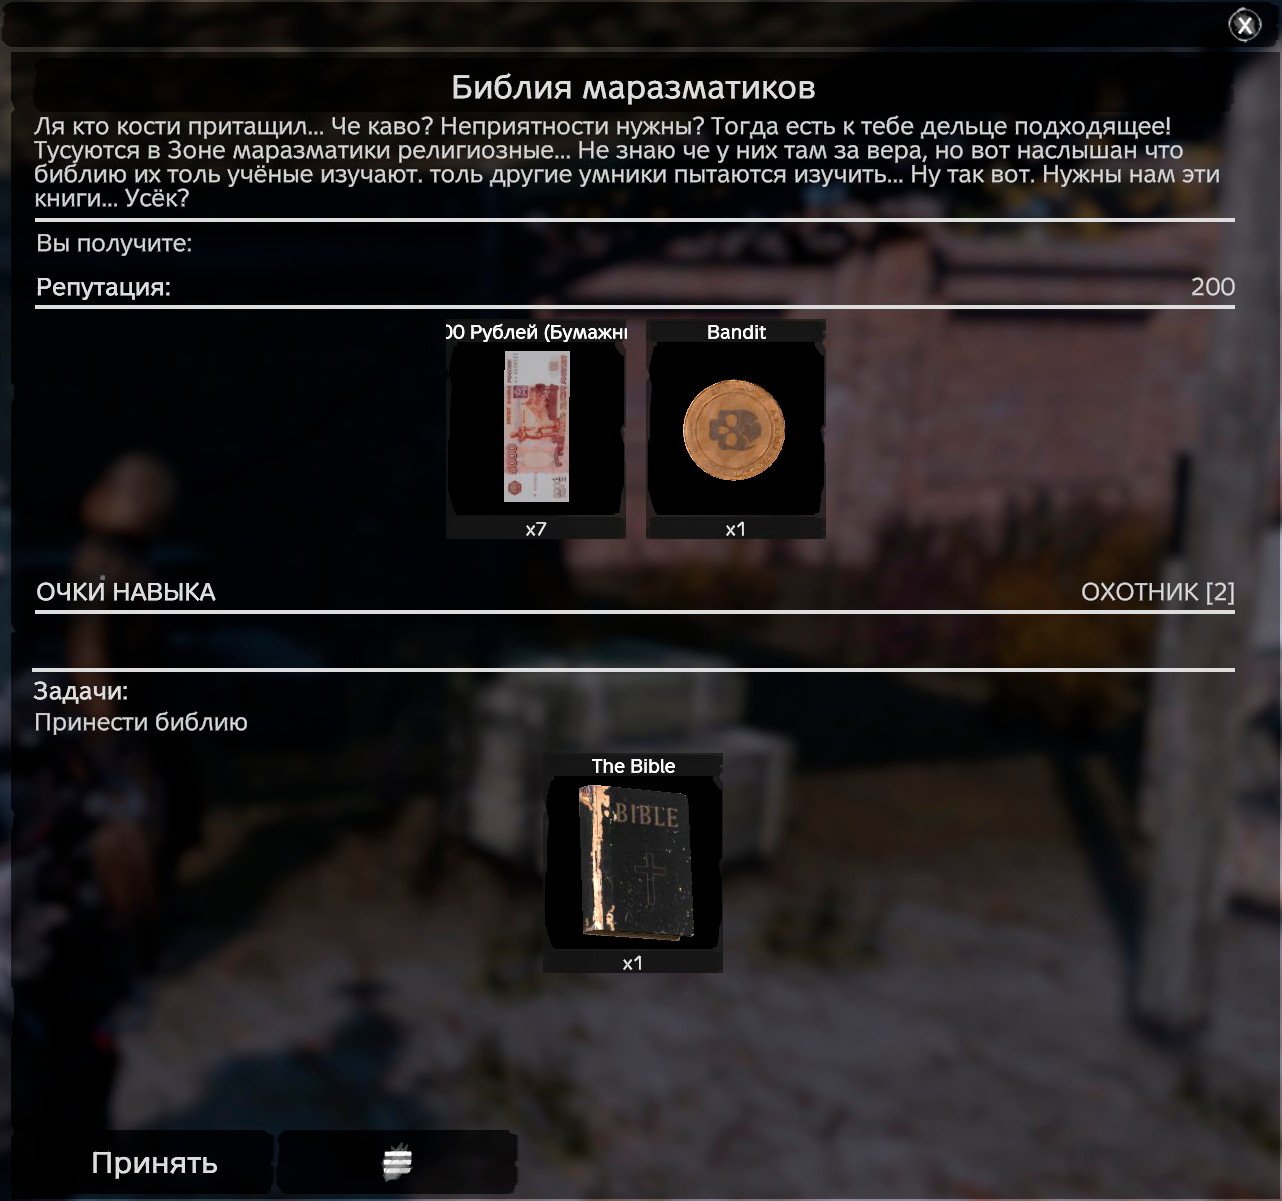 X
Библия маразматиков
Ля кто кости притащил... Че каво? Неприятности нужны? Тогда есть к тебе дельце подходящее!
Тусуются в Зоне маразматики религиозные... Не знаю че у них там за вера, но вот наслышан что
библию их толь учёные изучают. толь другие умники пытаются изучить... Ну так вот. Нужны нам эти
книги... Усёк?
Вы получите:
Репутация: 200
00 Рублей (Бумажн Bandit
5000
x7 x1
ОЧКИ НАВЫКА ОХОТНИК [2]
Задачи:
Принести библию
The Bible
BIBLE
x1
Принять